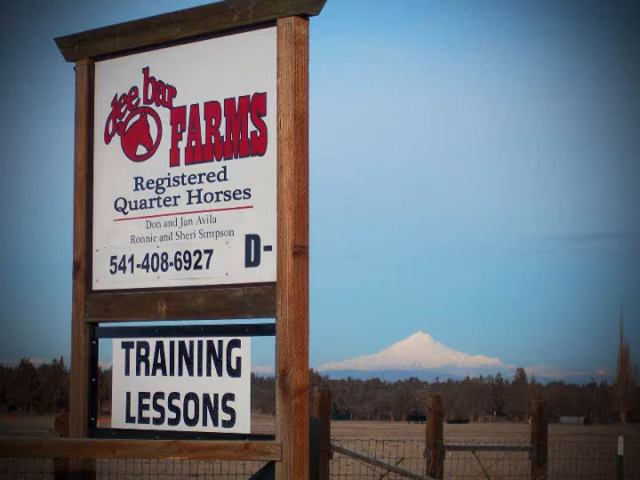 dee bar
FARMS
Registered
Quarter Horses
Don and Jan Avila
Ronnie and Sheri Simpson
541-408-6927
D-
TRAINING
LESSONS